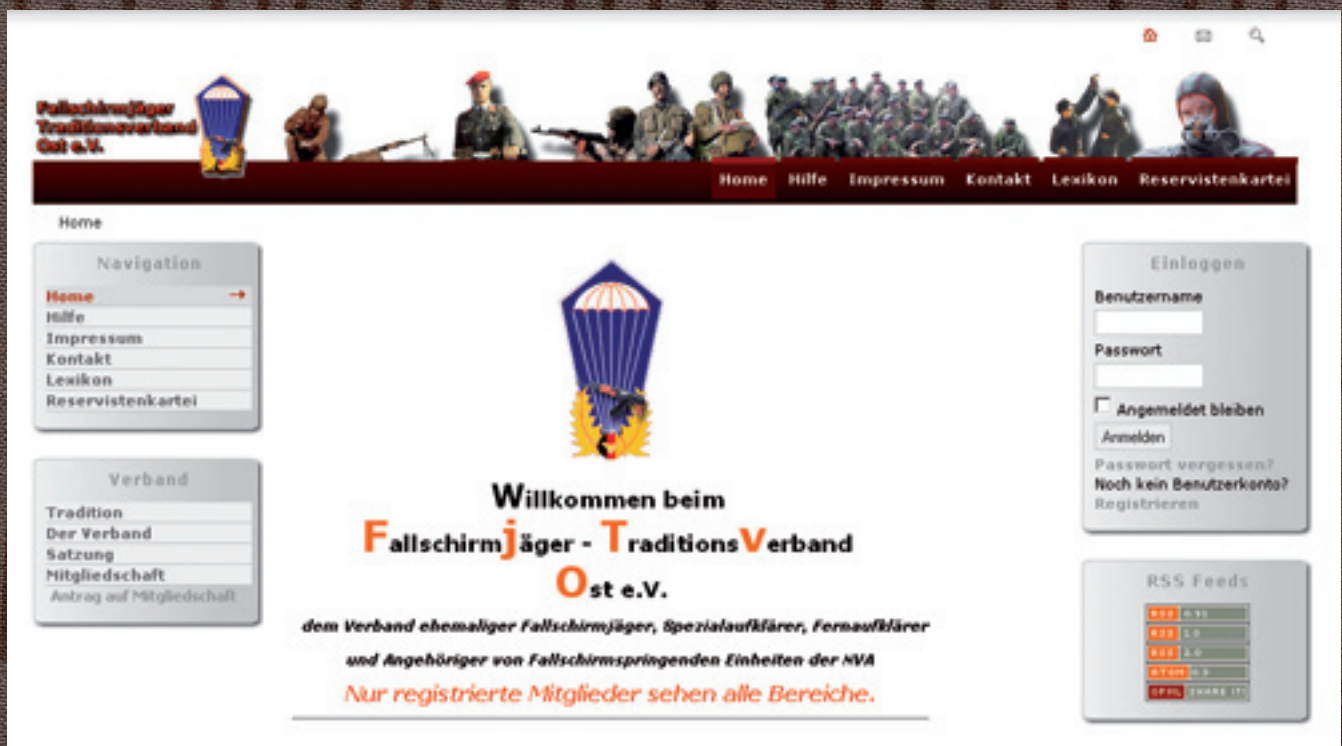 Fallschirmjäger
Traditionsverband
Ost e.V.
Home Hilfe Impressum Kontakt Lexikon Reservistenkartei
Home
Navigation
Home →
Hilfe
Impressum
Kontakt
Lexikon
Reservistenkartei
Verband
Tradition
Der Verband
Satzung
Mitgliedschaft
Antrag auf Mitgliedschaft
Willkommen beim
Fallschirmjäger - TraditionsVerband
Ost e.V.
dem Verband ehemaliger Fallschirmjäger, Spezialaufklärer, Fernaufklärer
und Angehöriger von Fallschirmspringenden Einheiten der NVA
Nur registrierte Mitglieder sehen alle Bereiche.
Einloggen
Benutzername
Passwort
Angemeldet bleiben
Anmelden
Passwort vergessen?
Noch kein Benutzerkonto?
Registrieren
RSS Feeds
RSS 0.91
RSS 1.0
RSS 2.0
ATOM 0.3
OPML SHARE IT!